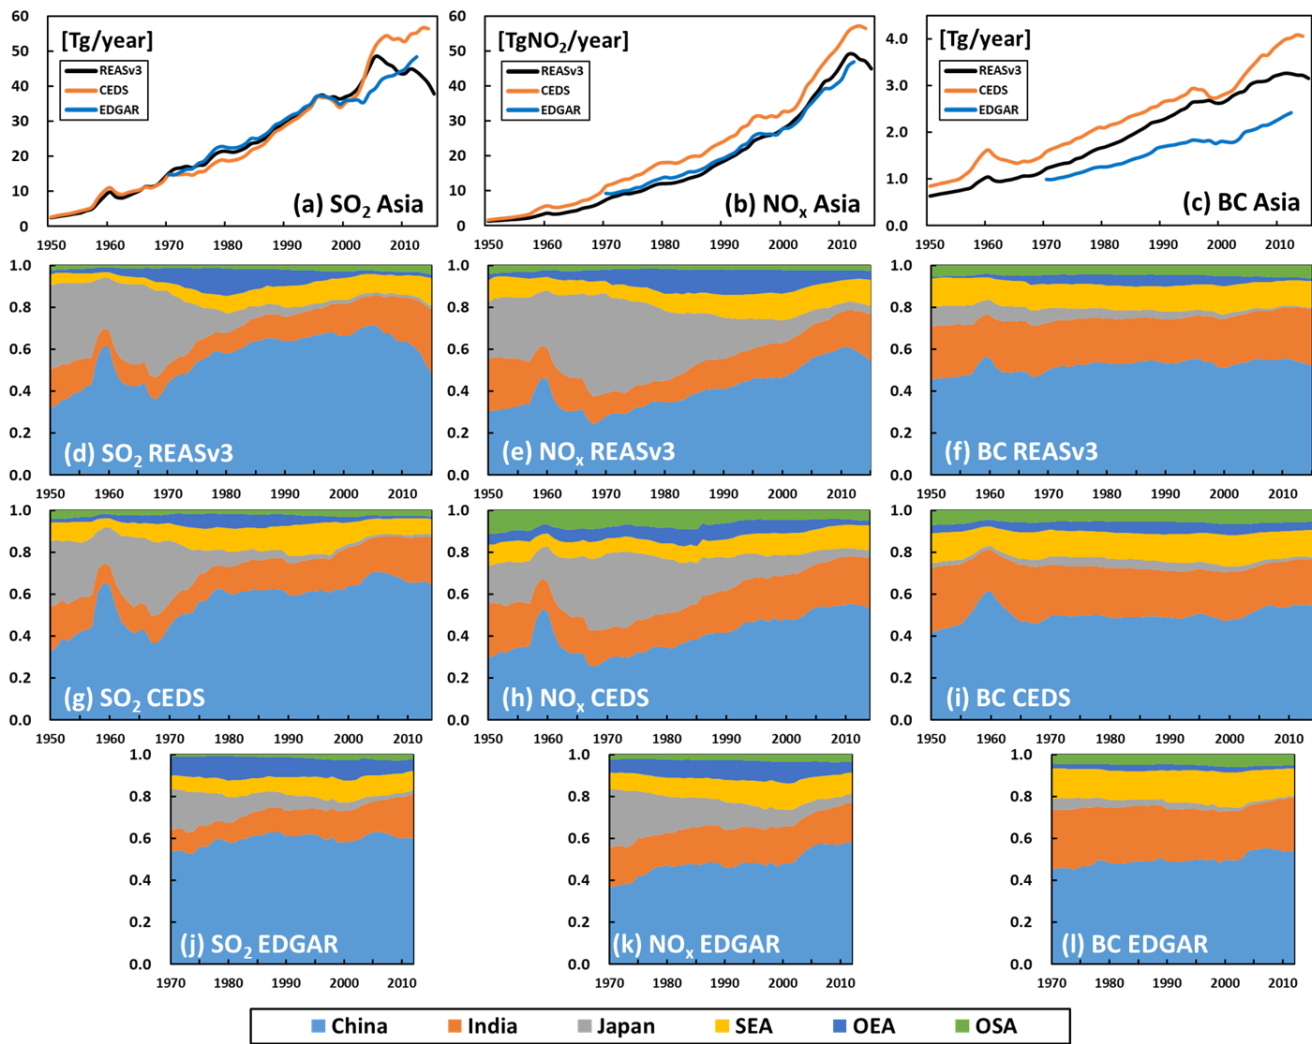 60
50
40
30
20
10
0
[Tg/year]
REASv3
CEDS
EDGAR
(a) SO₂ Asia
1950 1960 1970 1980 1990 2000 2010
60
50
40
30
20
10
0
[TgNO₂/year]
REASv3
CEDS
EDGAR
(b) NOₓ Asia
1950 1960 1970 1980 1990 2000 2010
4.0
3.0
2.0
1.0
0.0
[Tg/year]
REASv3
CEDS
EDGAR
(c) BC Asia
1950 1960 1970 1980 1990 2000 2010
1.0
0.8
0.6
0.4
0.2
0.0
(d) SO₂ REASv3
1950 1960 1970 1980 1990 2000 2010
1.0
0.8
0.6
0.4
0.2
0.0
(e) NOₓ REASv3
1950 1960 1970 1980 1990 2000 2010
1.0
0.8
0.6
0.4
0.2
0.0
(f) BC REASv3
1950 1960 1970 1980 1990 2000 2010
1.0
0.8
0.6
0.4
0.2
0.0
(g) SO₂ CEDS
1950 1960 1970 1980 1990 2000 2010
1.0
0.8
0.6
0.4
0.2
0.0
(h) NOₓ CEDS
1950 1960 1970 1980 1990 2000 2010
1.0
0.8
0.6
0.4
0.2
0.0
(i) BC CEDS
1950 1960 1970 1980 1990 2000 2010
1.0
0.8
0.6
0.4
0.2
0.0
(j) SO₂ EDGAR
1970 1980 1990 2000 2010
1.0
0.8
0.6
0.4
0.2
0.0
(k) NOₓ EDGAR
1970 1980 1990 2000 2010
1.0
0.8
0.6
0.4
0.2
0.0
(l) BC EDGAR
1970 1980 1990 2000 2010
China India Japan SEA OEA OSA